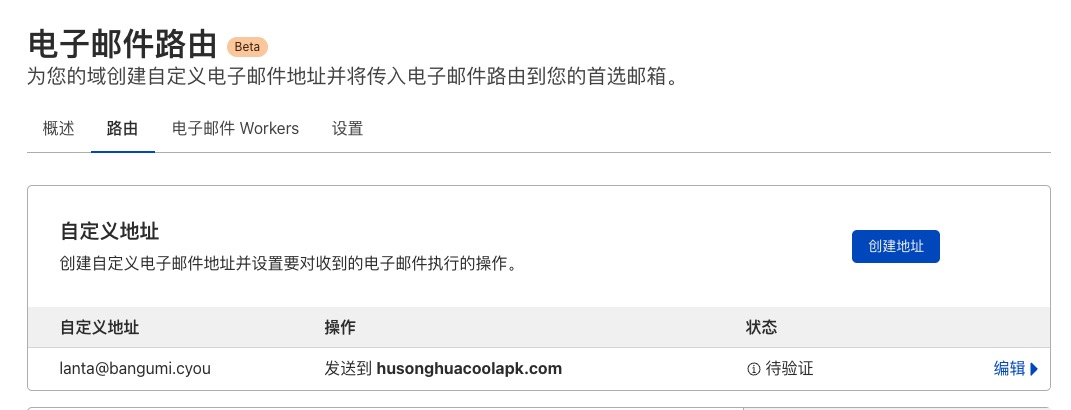 电子邮件路由 Beta
为您的域创建自定义电子邮件地址并将传入电子邮件路由到您的首选邮箱。
概述 路由 电子邮件 Workers 设置
自定义地址
创建自定义电子邮件地址并设置要对收到的电子邮件执行的操作。
创建地址
自定义地址 操作 状态
lanta@bangumi.cyou 发送到 husonghuacoolapk.com 待验证 编辑